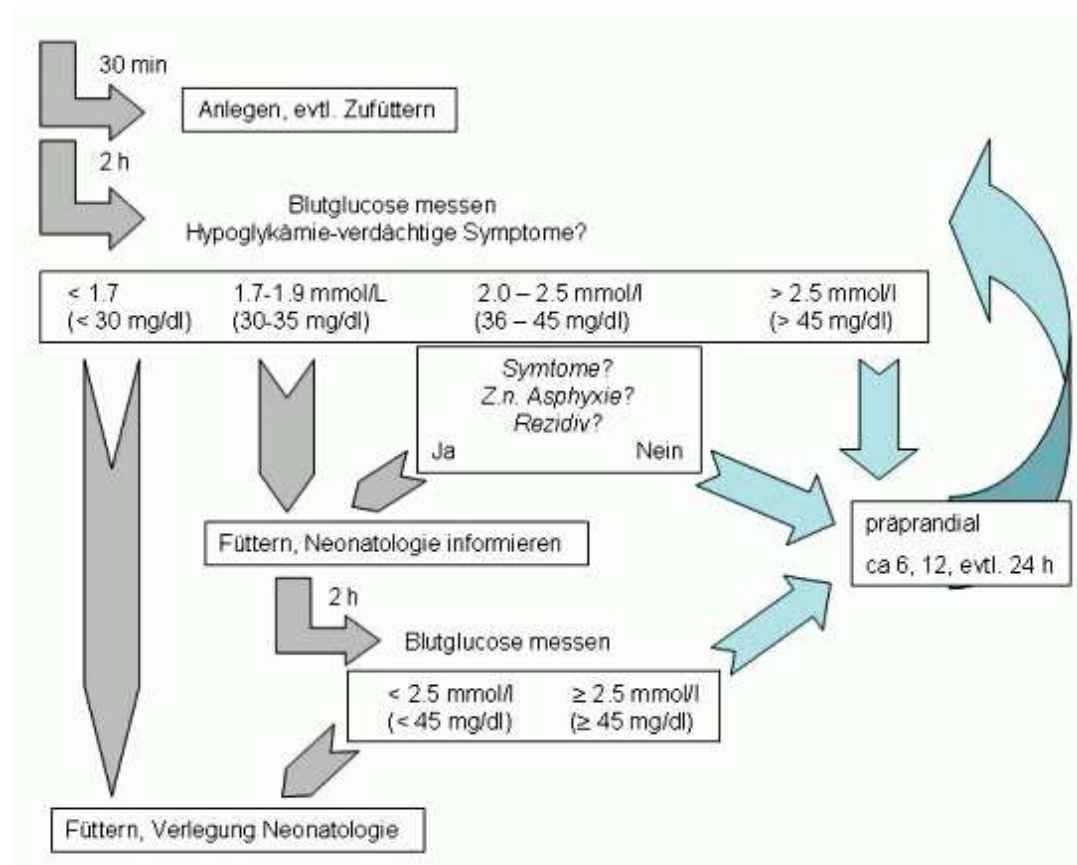 30 min
Anlegen, evtl. Zufüttern
2 h
Blutglucose messen
Hypoglykämie-verdächtige Symptome?
< 1.7 1.7-1.9 mmol/L 2.0 – 2.5 mmol/l > 2.5 mmol/l
(< 30 mg/dl) (30-35 mg/dl) (36 – 45 mg/dl) (> 45 mg/dl)
Symtome?
Z.n. Asphyxie?
Rezidiv?
Ja Nein
präprandial
ca 6, 12, evtl. 24 h
Füttern, Neonatologie informieren
2 h
Blutglucose messen
< 2.5 mmol/l ≥ 2.5 mmol/l
(< 45 mg/dl) (≥ 45 mg/dl)
Füttern, Verlegung Neonatologie